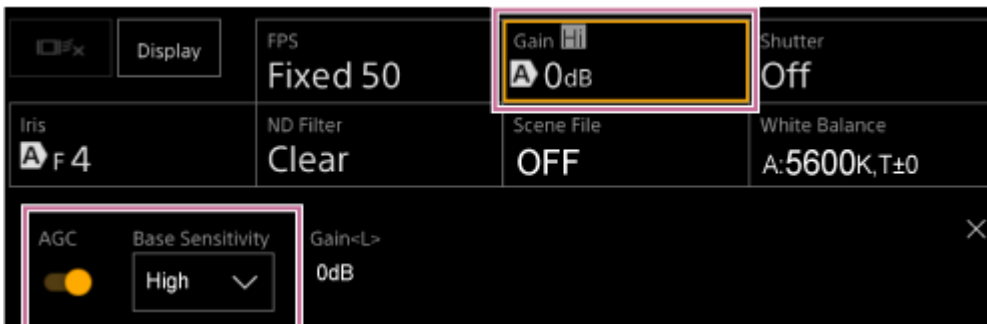 Display
FPS
Fixed 50
Gain Hi
A 0dB
Shutter
Off
Iris
A F 4
ND Filter
Clear
Scene File
OFF
White Balance
A:5600K,T±0
AGC
Base Sensitivity
High
Gain<L>
0dB